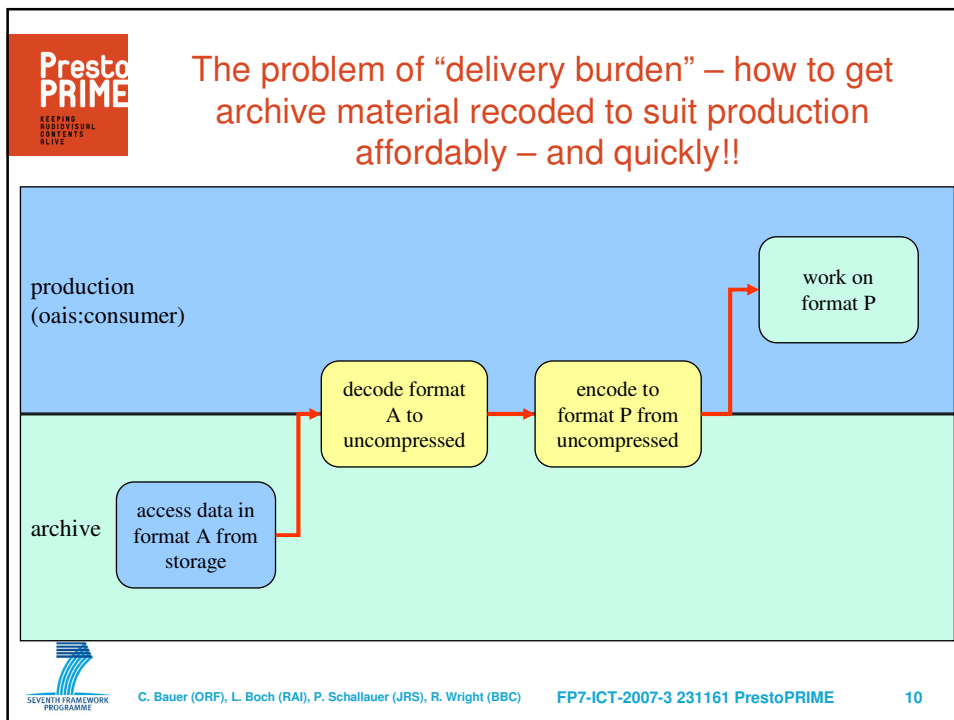 Presto
PRIME
KEEPING
AUDIOVISUAL
CONTENTS
ALIVE
The problem of “delivery burden” – how to get
archive material recoded to suit production
affordably – and quickly!!
production
(oais:consumer)
work on
format P
decode format
A to
uncompressed
encode to
format P from
uncompressed
archive
access data in
format A from
storage
SEVENTH FRAMEWORK
PROGRAMME
C. Bauer (ORF), L. Boch (RAI), P. Schallauer (JRS), R. Wright (BBC)
FP7-ICT-2007-3 231161 PrestoPRIME
10